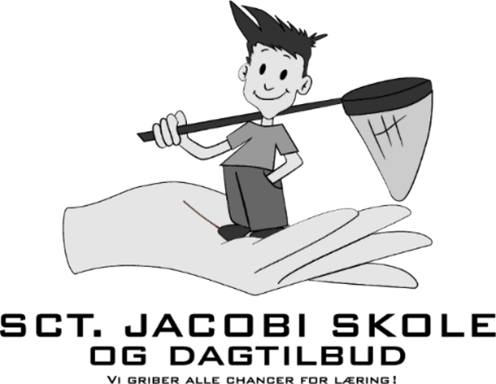 SCT. JACOBI SKOLE
OG DAGTILBUD
VI GRIBER ALLE CHANCER FOR LÆRING!